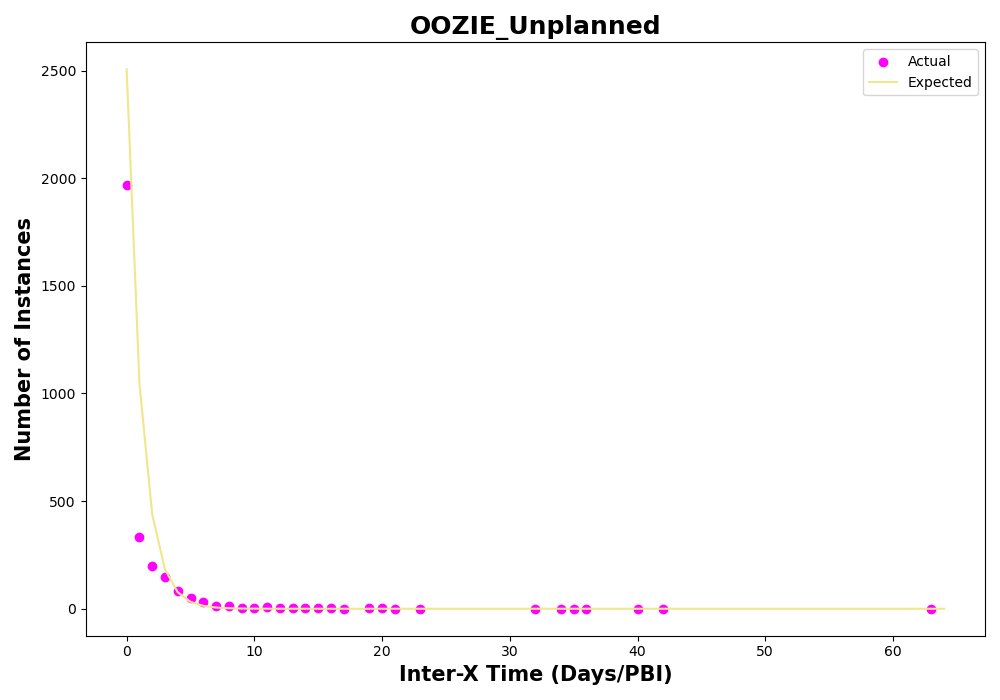 OOZIE_Unplanned
Actual
Expected
Number of Instances
2500
2000
1500
1000
500
0
0 10 20 30 40 50 60
Inter-X Time (Days/PBI)